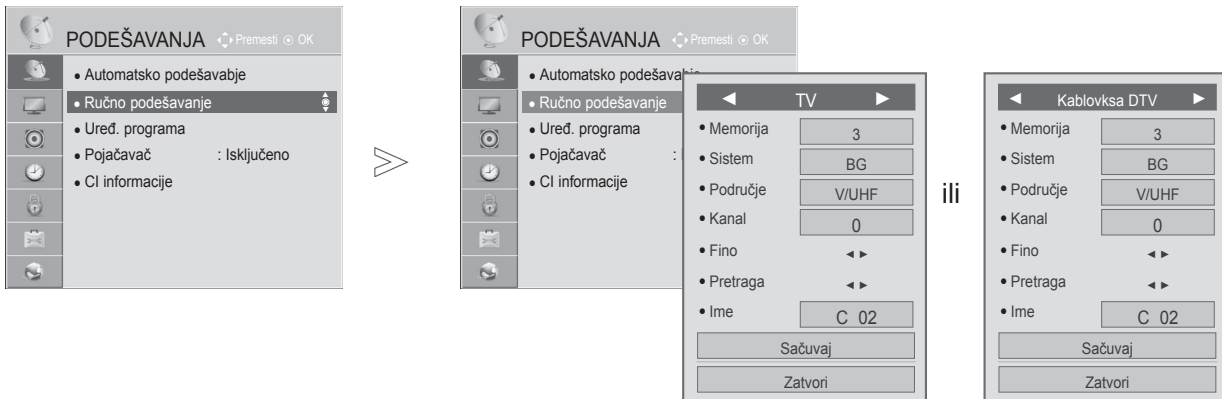 PODEŠAVANJA Premesti OK
• Automatsko podešavabje
• Ručno podešavanje
• Uređ. programa
• Pojačavač : Isključeno
• CI informacije
PODEŠAVANJA Premesti OK
• Automatsko podešavabje
• Ručno podešavanje
• Uređ. programa
• Pojačavač :
• CI informacije
◄ TV ►
• Memorija 3
• Sistem BG
• Područje V/UHF
• Kanal 0
• Fino ◄ ►
• Pretraga ◄ ►
• Ime C 02
Sačuvaj
Zatvori
ili
◄ Kablovksa DTV ►
• Memorija 3
• Sistem BG
• Područje V/UHF
• Kanal 0
• Fino ◄ ►
• Pretraga ◄ ►
• Ime C 02
Sačuvaj
Zatvori